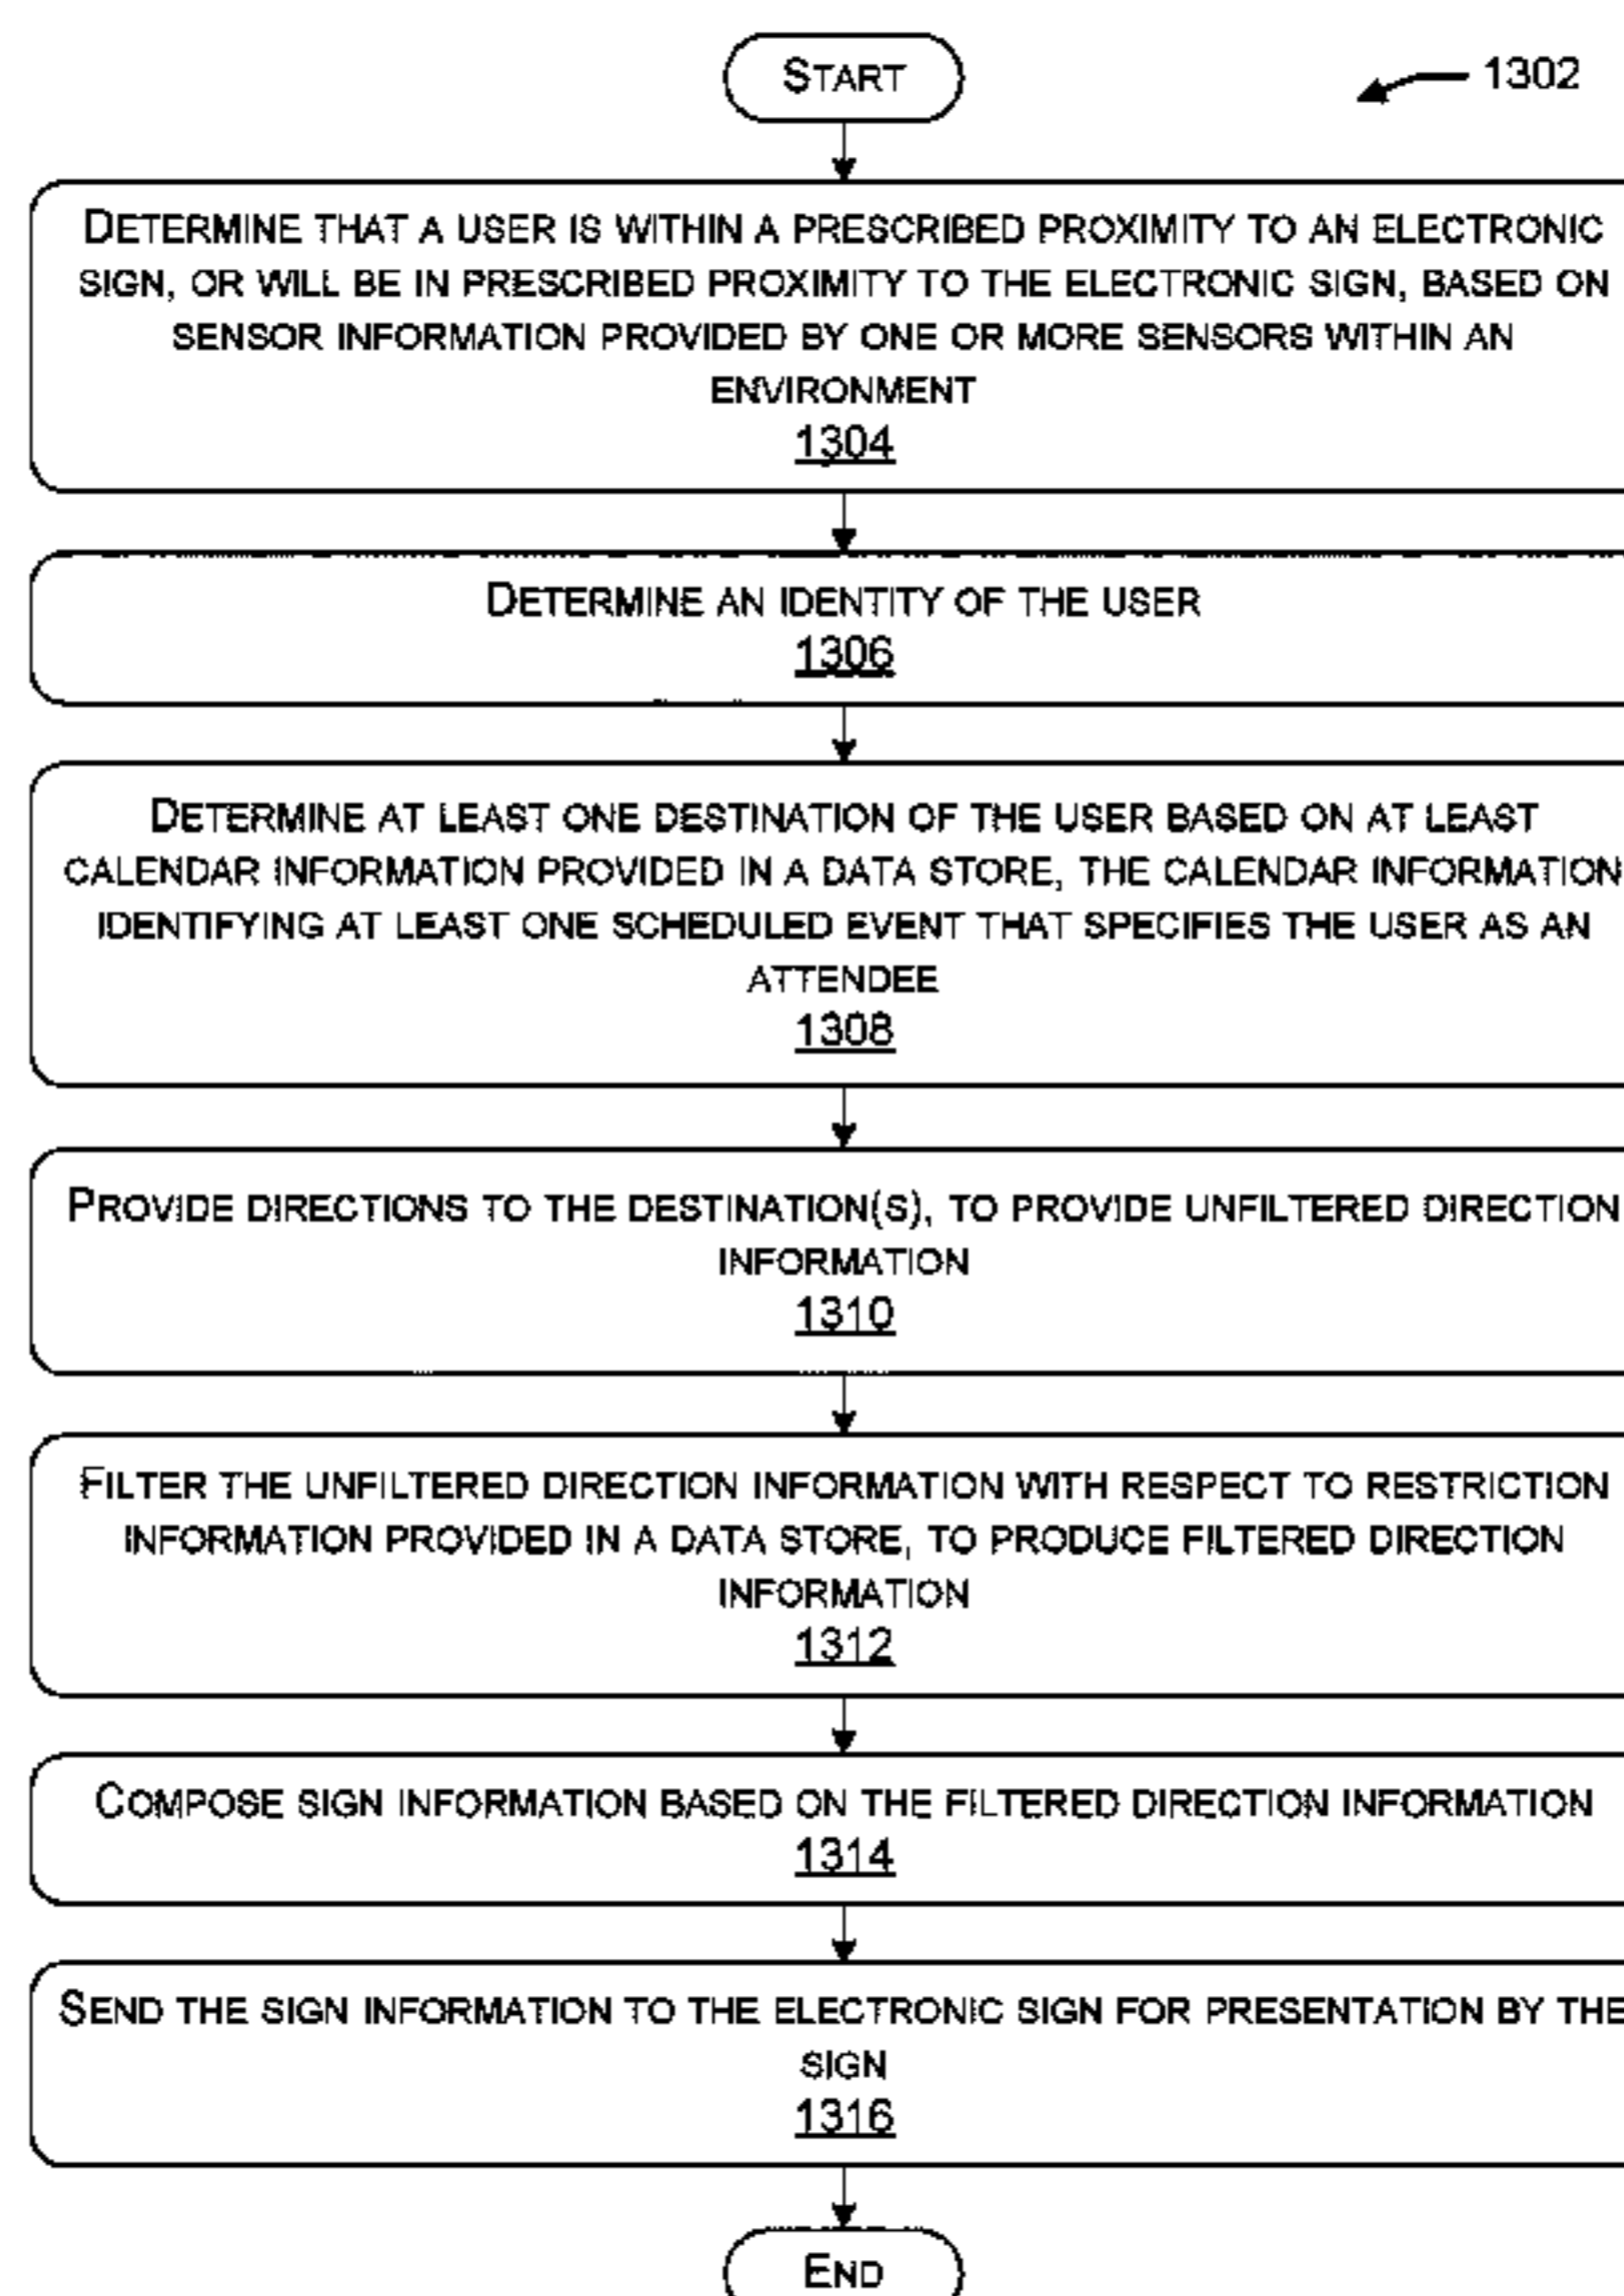 START
1302
DETERMINE THAT A USER IS WITHIN A PRESCRIBED PROXIMITY TO AN ELECTRONIC
SIGN, OR WILL BE IN PRESCRIBED PROXIMITY TO THE ELECTRONIC SIGN, BASED ON
SENSOR INFORMATION PROVIDED BY ONE OR MORE SENSORS WITHIN AN
ENVIRONMENT
1304
DETERMINE AN IDENTITY OF THE USER
1306
DETERMINE AT LEAST ONE DESTINATION OF THE USER BASED ON AT LEAST
CALENDAR INFORMATION PROVIDED IN A DATA STORE, THE CALENDAR INFORMATION
IDENTIFYING AT LEAST ONE SCHEDULED EVENT THAT SPECIFIES THE USER AS AN
ATTENDEE
1308
PROVIDE DIRECTIONS TO THE DESTINATION(S), TO PROVIDE UNFILTERED DIRECTION
INFORMATION
1310
FILTER THE UNFILTERED DIRECTION INFORMATION WITH RESPECT TO RESTRICTION
INFORMATION PROVIDED IN A DATA STORE, TO PRODUCE FILTERED DIRECTION
INFORMATION
1312
COMPOSE SIGN INFORMATION BASED ON THE FILTERED DIRECTION INFORMATION
1314
SEND THE SIGN INFORMATION TO THE ELECTRONIC SIGN FOR PRESENTATION BY THE
SIGN
1316
END